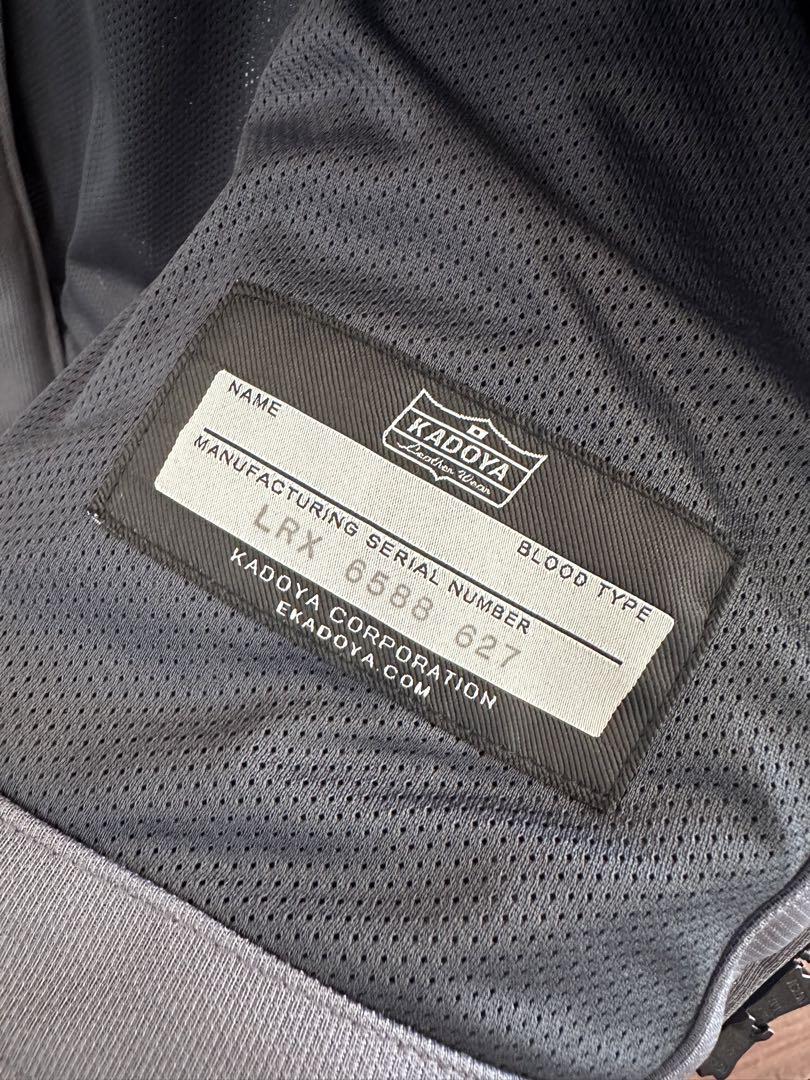 KADOYA
Leather Wear
NAME
BLOOD TYPE
MANUFACTURING SERIAL NUMBER
LRX 6588 627
KADOYA CORPORATION
EKADOYA.COM